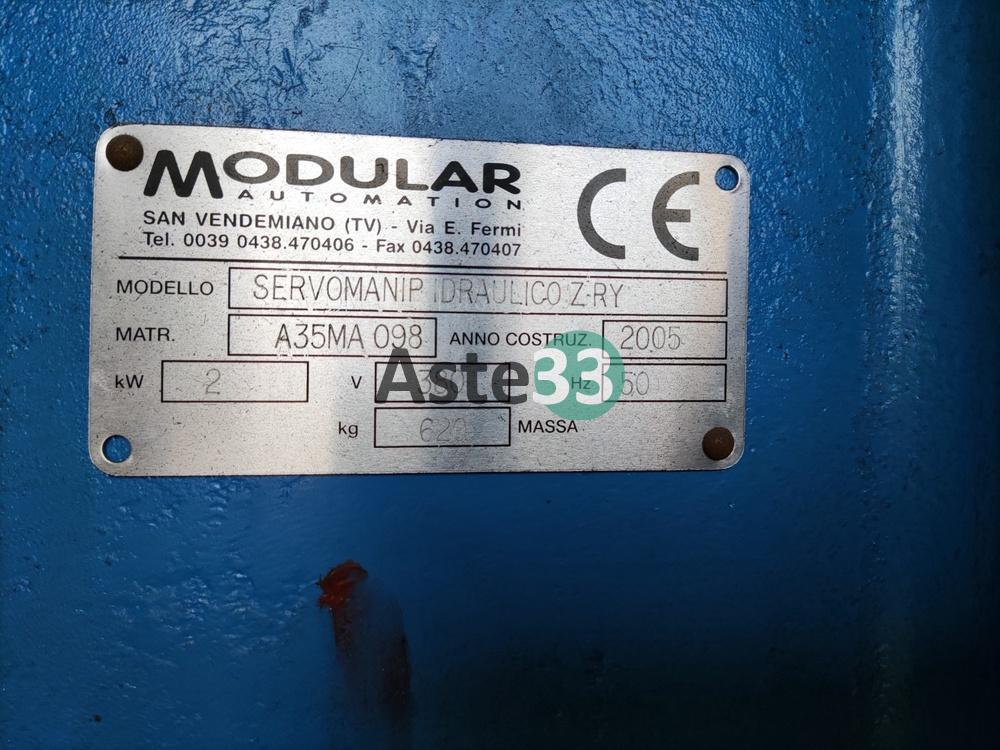 MODULAR
AUTOMATION
SAN VENDEMIANO (TV) - Via E. Fermi
Tel. 0039 0438.470406 - Fax 0438.470407
CE
MODELLO SERVOMANIP IDRAULICO Z RY
MATR. A35MA 098 ANNO COSTRUZ. 2005
kW 2 V Hz 50
Aste33
kg MASSA